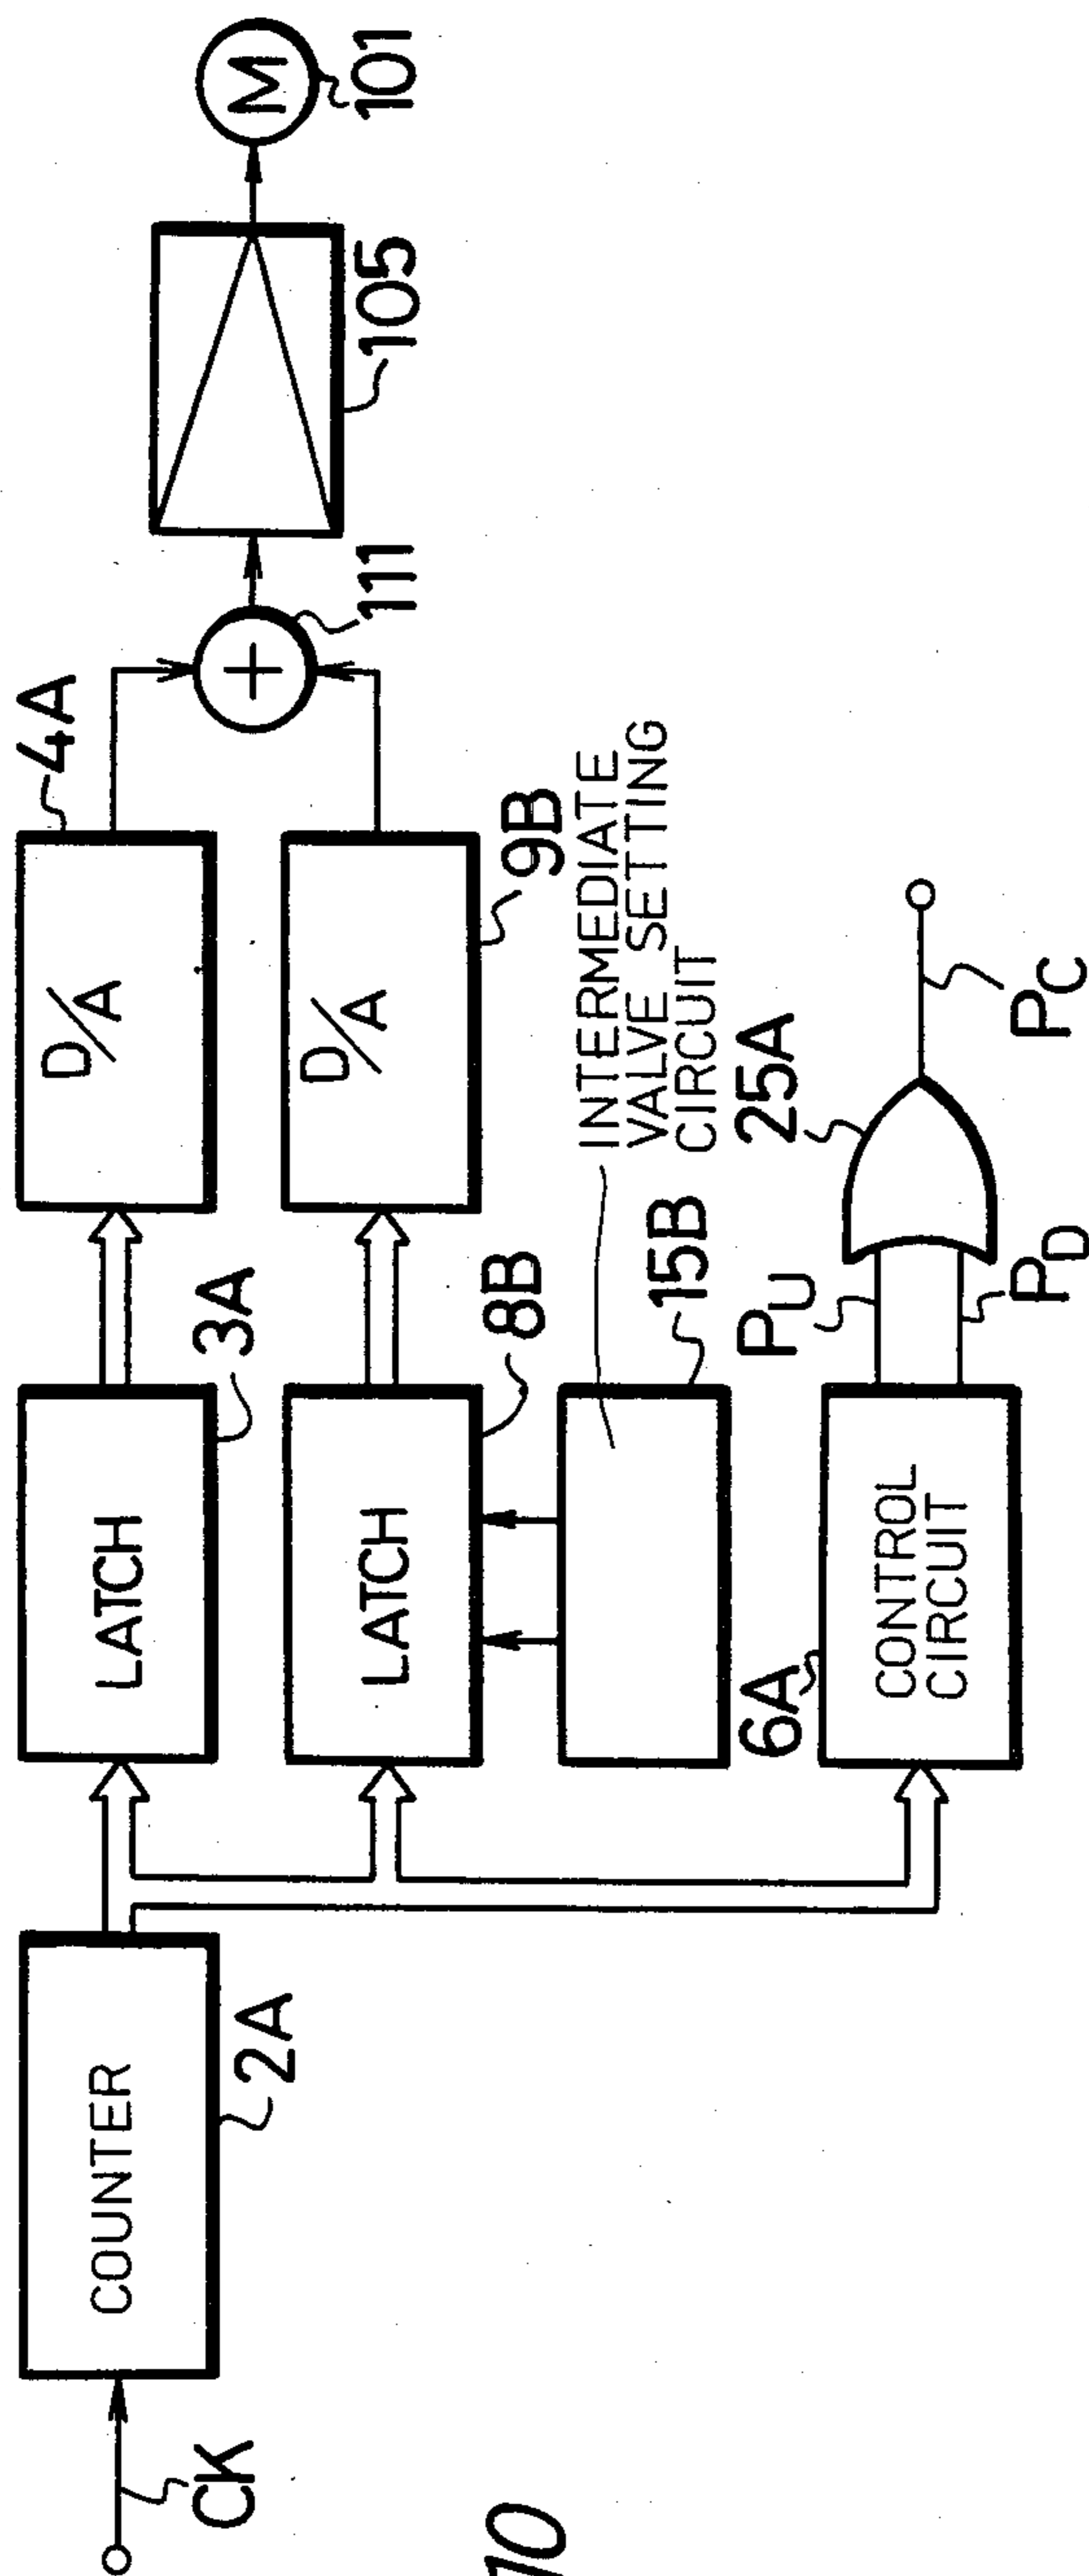 CK
COUNTER
2A
LATCH
3A
D/A
4A
LATCH
8B
D/A
9B
111
105
M
101
INTERMEDIATE
VALVE SETTING
CIRCUIT
15B
CONTROL
CIRCUIT
6A
PU
PD
25A
PC
10